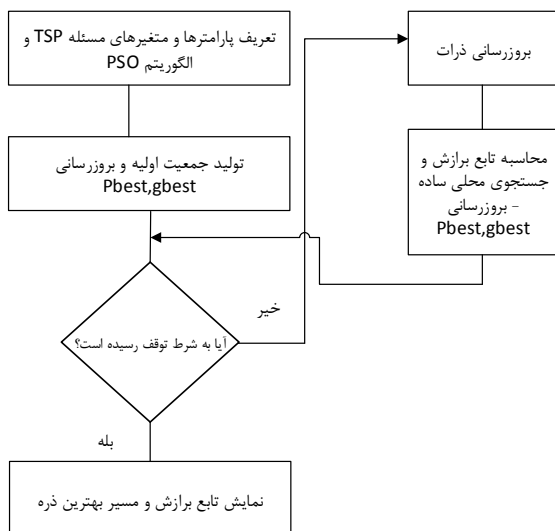 تعریف پارامترها و متغیرهای مسئله TSP و
الگوریتم PSO
تولید جمعیت اولیه و بروزرسانی
Pbest,gbest
آیا به شرط توقف رسیده است؟
خیر
بروزرسانی ذرات
محاسبه تابع برازش و
جستجوی محلی ساده
- بروزرسانی
Pbest,gbest
بله
نمایش تابع برازش و مسیر بهترین ذره